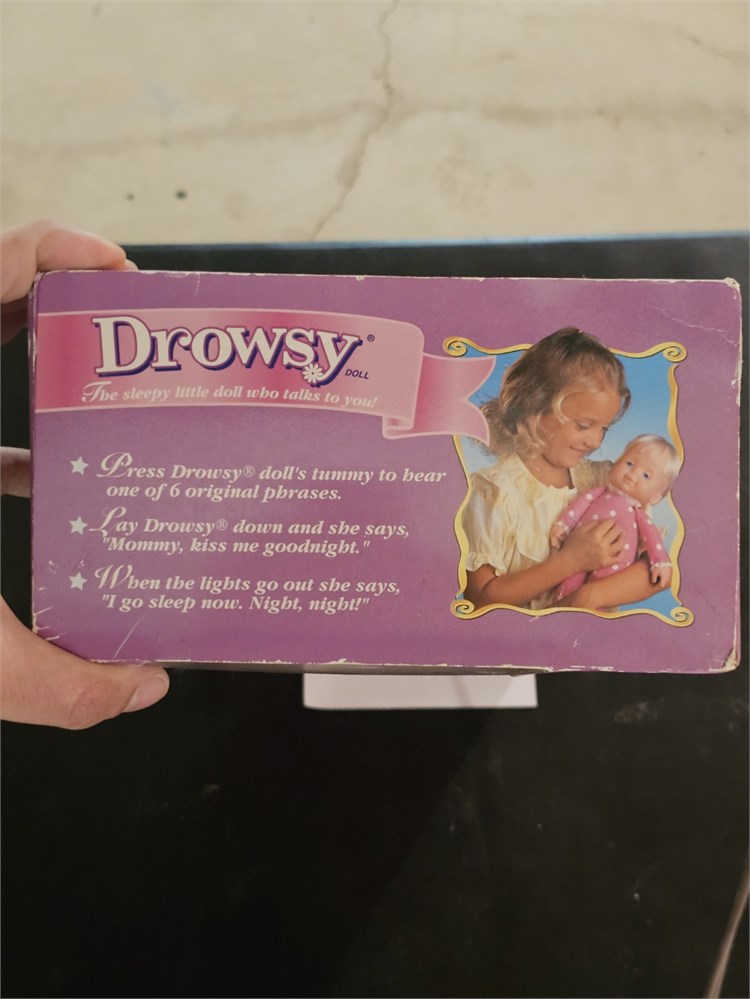 Drowsy®
DOLL
The sleepy little doll who talks to you!
Press Drowsy® doll's tummy to hear
one of 6 original phrases.
Lay Drowsy® down and she says,
"Mommy, kiss me goodnight."
When the lights go out she says,
"I go sleep now. Night, night!"